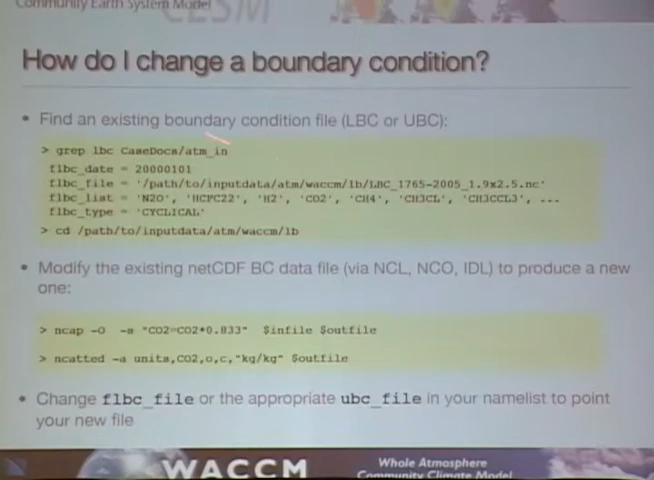 Community Earth System Model
CESM
How do I change a boundary condition?
• Find an existing boundary condition file (LBC or UBC):
> grep lbc CaseDocs/atm_in
flbc_date = 20000101
flbc_file = '/path/to/inputdata/atm/waccm/lb/LBC_1765-2005_1.9x2.5.nc'
flbc_list = 'N2O', 'HCFC22', 'H2', 'CO2', 'CH4', 'CH3CL', 'CH3CCL3', ...
flbc_type = 'CYCLICAL'
> cd /path/to/inputdata/atm/waccm/lb
• Modify the existing netCDF BC data file (via NCL, NCO, IDL) to produce a new
one:
> ncap -O -s "CO2=CO2*0.833" $infile $outfile
> ncatted -a units,CO2,o,c,"kg/kg" $outfile
• Change flbc_file or the appropriate ubc_file in your namelist to point
your new file
WACCM
Whole Atmosphere
Community Climate Model